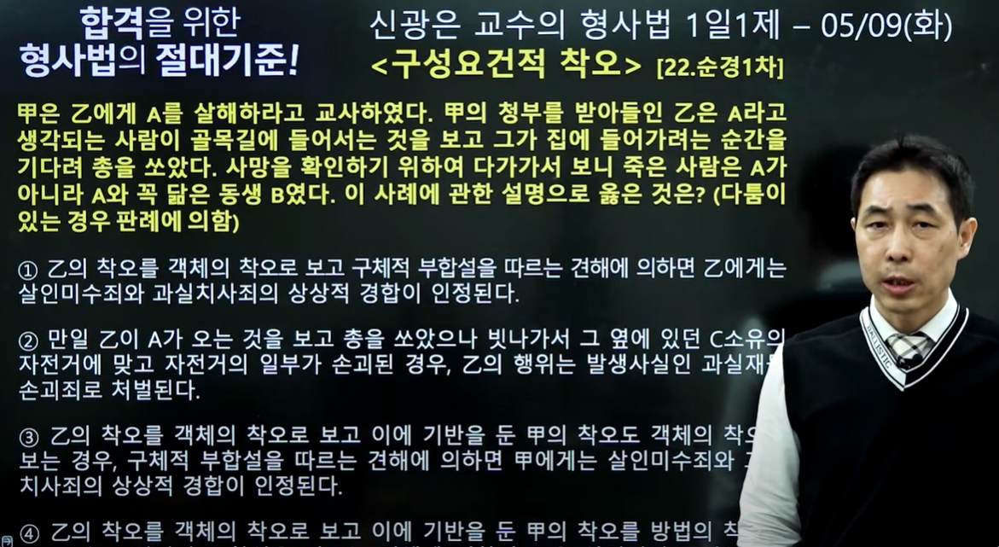 합격을 위한
형사법의 절대기준!
신광은 교수의 형사법 1일1제 – 05/09(화)
<구성요건적 착오> [22.순경1차]
甲은 乙에게 A를 살해하라고 교사하였다. 甲의 청부를 받아들인 乙은 A라고
생각되는 사람이 골목길에 들어서는 것을 보고 그가 집에 들어가려는 순간을
기다려 총을 쏘았다. 사망을 확인하기 위하여 다가가서 보니 죽은 사람은 A가
아니라 A와 꼭 닮은 동생 B였다. 이 사례에 관한 설명으로 옳은 것은? (다툼이
있는 경우 판례에 의함)
① 乙의 착오를 객체의 착오로 보고 구체적 부합설을 따르는 견해에 의하면 乙에게는
살인미수죄와 과실치사죄의 상상적 경합이 인정된다.
② 만일 乙이 A가 오는 것을 보고 총을 쏘았으나 빗나가서 그 옆에 있던 C소유의
자전거에 맞고 자전거의 일부가 손괴된 경우, 乙의 행위는 발생사실인
손괴죄로 처벌된다.
③ 乙의 착오를 객체의 착오로 보고 이에 기반을 둔 甲의 착오도 객체의
보는 경우, 구체적 부합설을 따르는 견해에 의하면 甲에게는 살인미수죄와
치사죄의 상상적 경합이 인정된다.
④ 乙의 착오를 객체의 착오로 보고 이에 기반을 둔 甲의 착오를 방법의
BALLISTIC